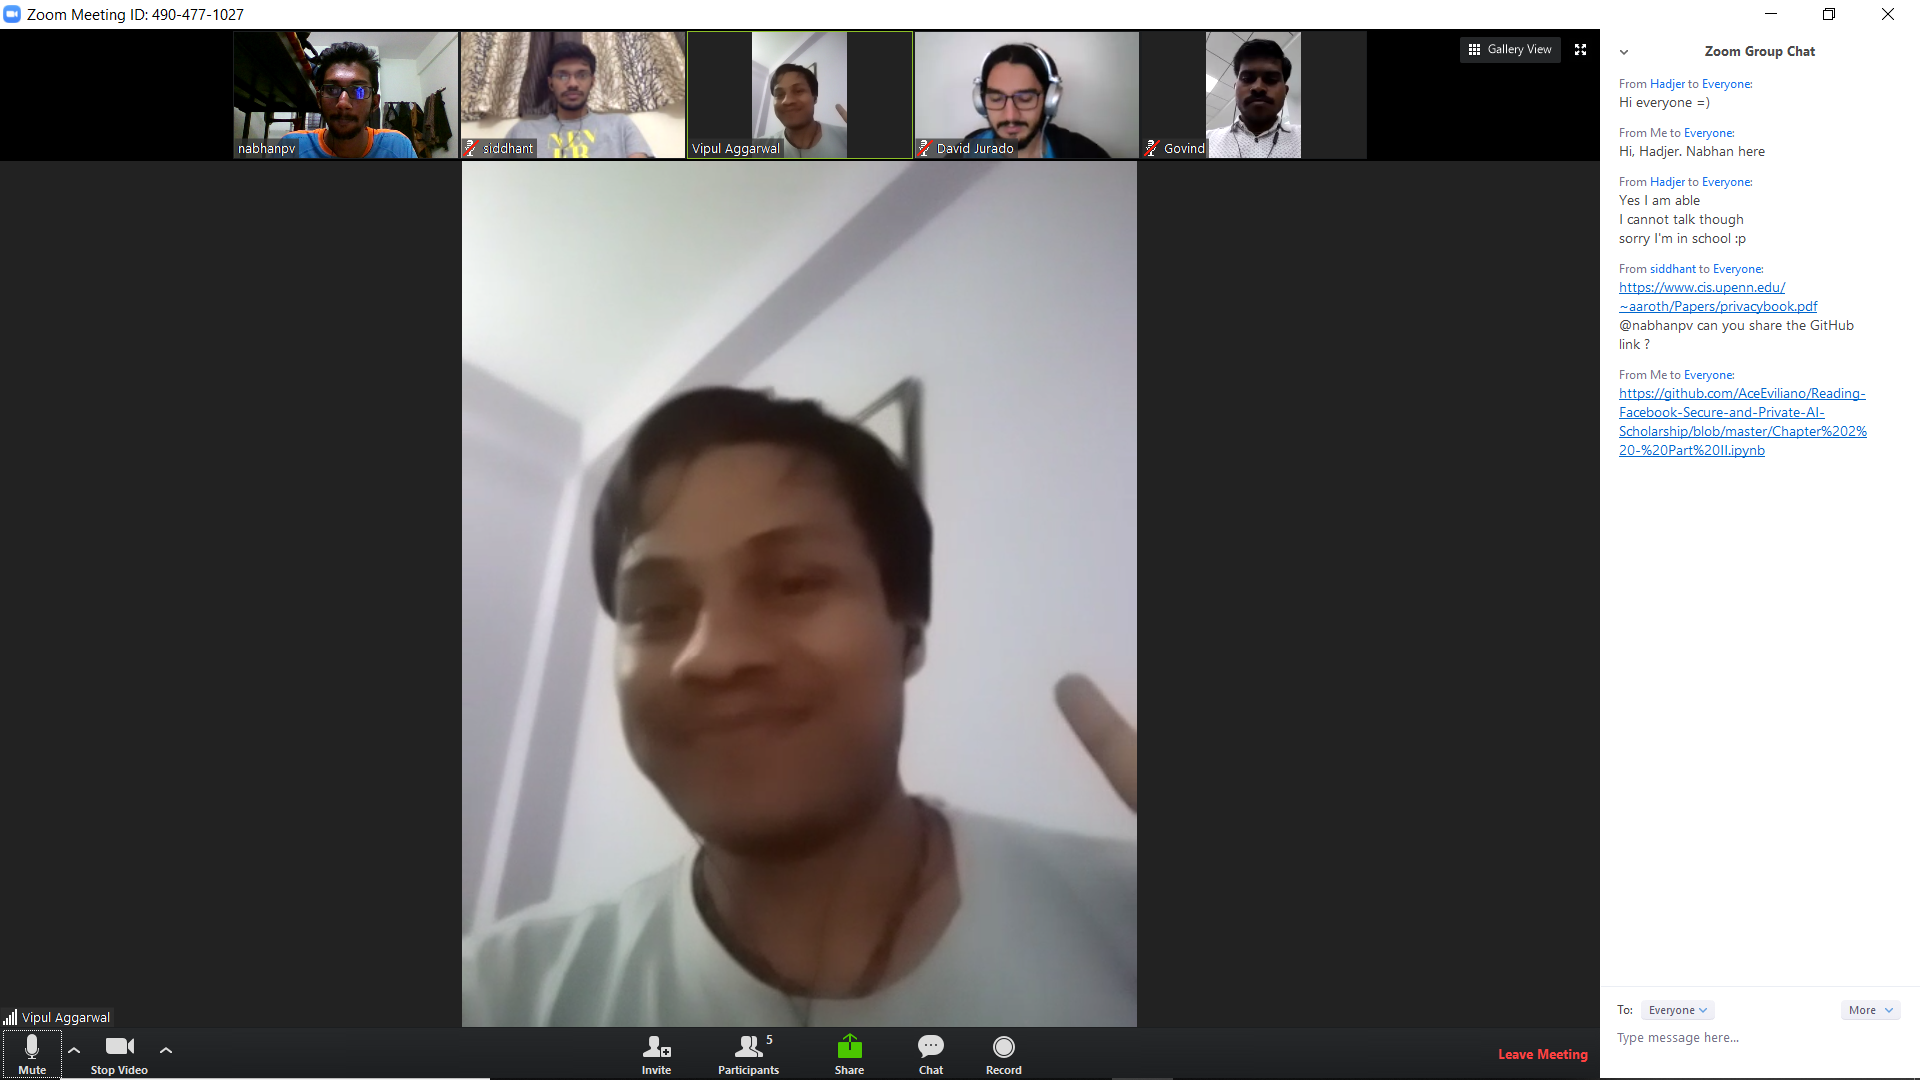 Zoom Meeting ID: 490-477-1027
nabhanpv
siddhant
Vipul Aggarwal
David Jurado
Govind
Gallery View
Zoom Group Chat
From Hadjer to Everyone:
Hi everyone =)
From Me to Everyone:
Hi, Hadjer. Nabhan here
From Hadjer to Everyone:
Yes I am able
I cannot talk though
sorry I'm in school :p
From siddhant to Everyone:
https://www.cis.upenn.edu/
~aaroth/Papers/privacybook.pdf
@nabhanpv can you share the GitHub
link ?
From Me to Everyone:
https://github.com/AceEviliano/Reading-
Facebook-Secure-and-Private-AI-
Scholarship/blob/master/Chapter%202%
20-%20Part%20II.ipynb
To: Everyone More
Type message here...
Vipul Aggarwal
Mute
Stop Video
Invite
5
Participants
Share
Chat
Record
Leave Meeting